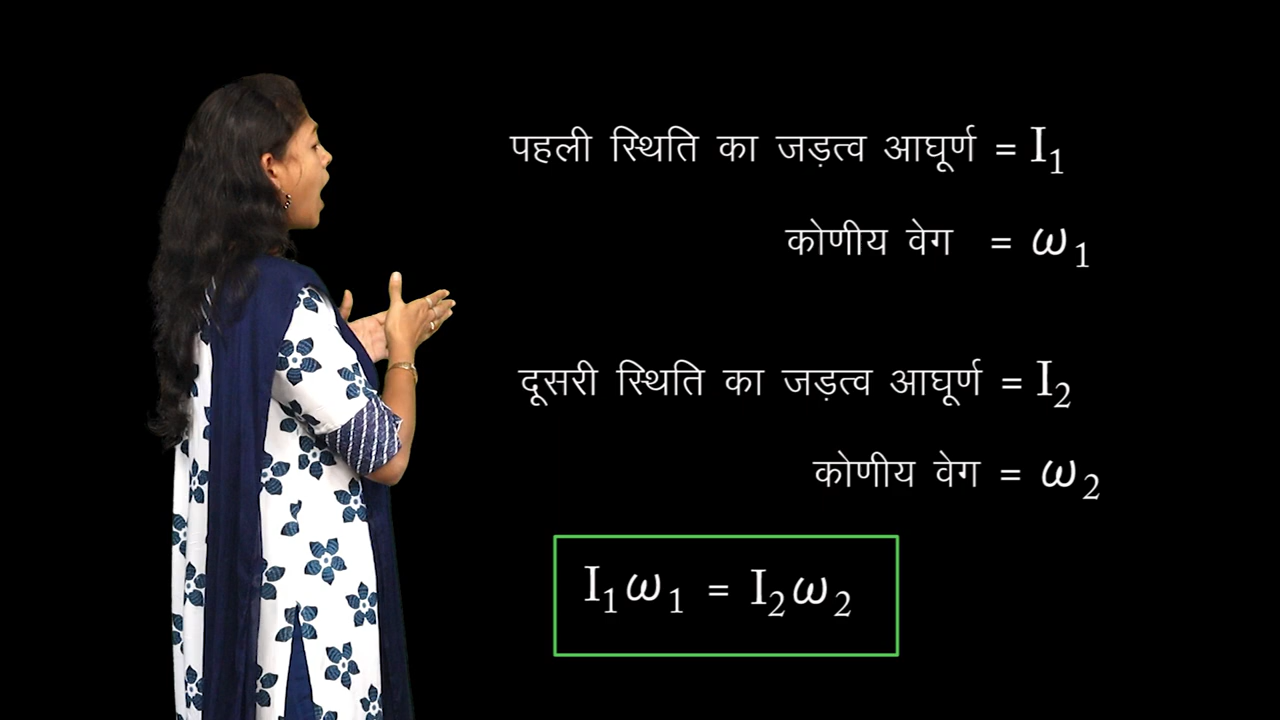 पहली स्थिति का जड़त्व आघूर्ण = I₁
कोणीय वेग = ω₁
दूसरी स्थिति का जड़त्व आघूर्ण = I₂
कोणीय वेग = ω₂
I₁ω₁ = I₂ω₂